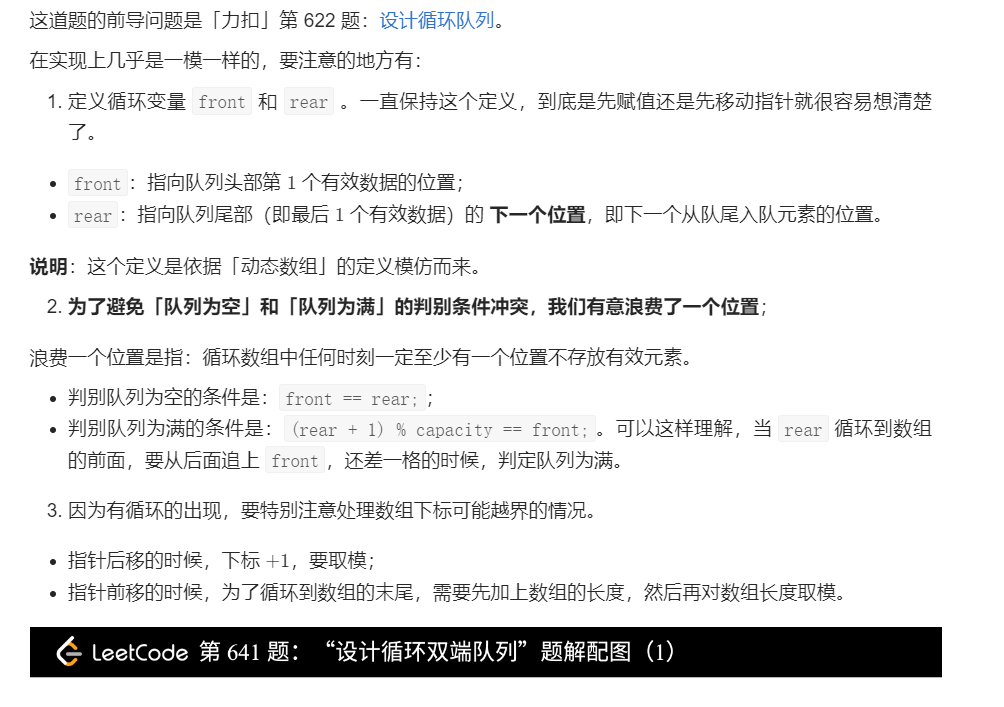 这道题的前导问题是「力扣」第 622 题：设计循环队列。
在实现上几乎是一模一样的，要注意的地方有：
1. 定义循环变量 front 和 rear 。一直保持这个定义，到底是先赋值还是先移动指针就很容易想清楚
了。
• front：指向队列头部第 1 个有效数据的位置；
• rear：指向队列尾部（即最后 1 个有效数据）的 下一个位置，即下一个从队尾入队元素的位置。
说明：这个定义是依据「动态数组」的定义模仿而来。
2. 为了避免「队列为空」和「队列为满」的判别条件冲突，我们有意浪费了一个位置；
浪费一个位置是指：循环数组中任何时刻一定至少有一个位置不存放有效元素。
• 判别队列为空的条件是：front == rear;；
• 判别队列为满的条件是：(rear + 1) % capacity == front;。可以这样理解，当 rear 循环到数组
的前面，要从后面追上 front，还差一格的时候，判定队列为满。
3. 因为有循环的出现，要特别注意处理数组下标可能越界的情况。
• 指针后移的时候，下标 +1，要取模；
• 指针前移的时候，为了循环到数组的末尾，需要先加上数组的长度，然后再对数组长度取模。
LeetCode 第 641 题：“设计循环双端队列”题解配图（1）